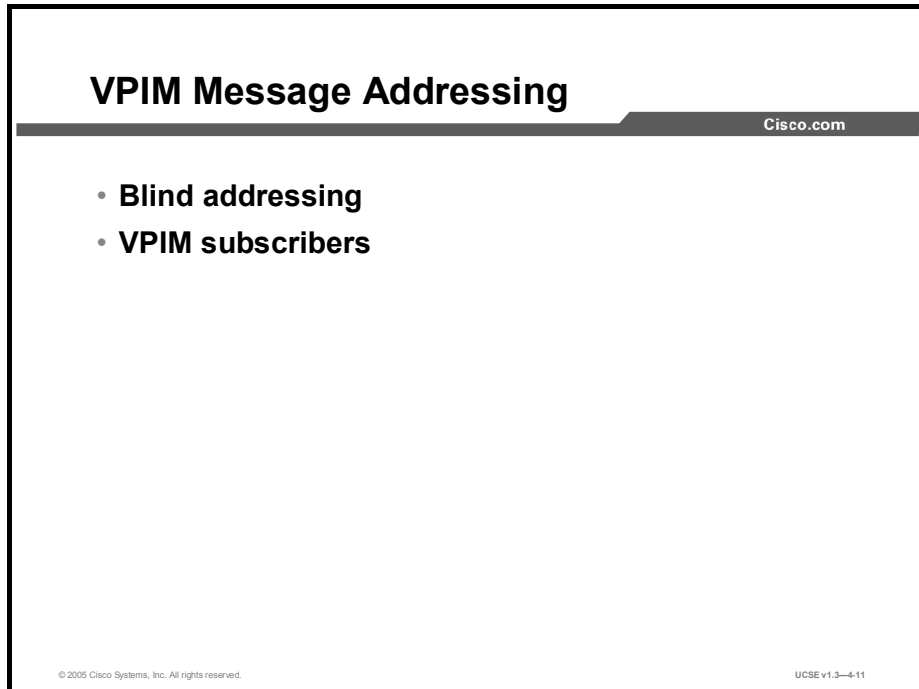 VPIM Message Addressing
Cisco.com
• Blind addressing
• VPIM subscribers
© 2005 Cisco Systems, Inc. All rights reserved.
UCSE v1.3—4-11